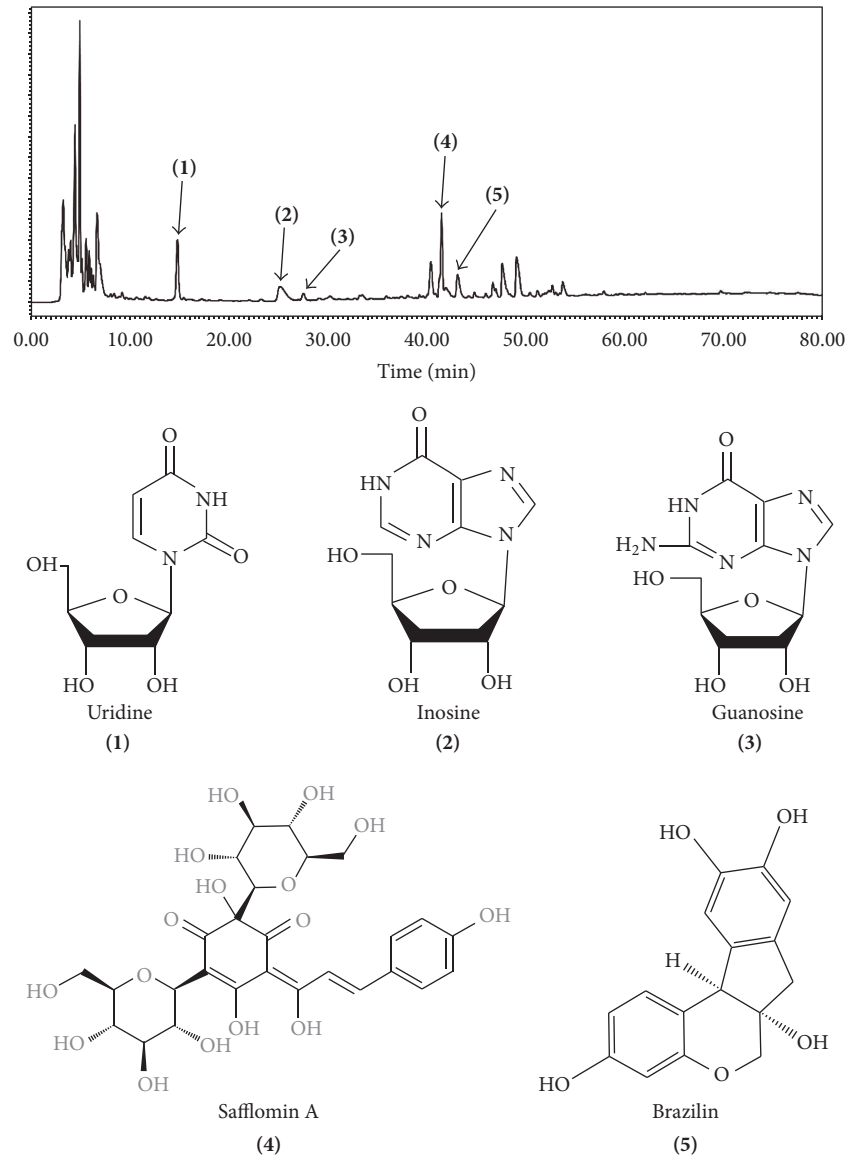 (1)
(2)
(3)
(4)
(5)
0.00 10.00 20.00 30.00 40.00 50.00 60.00 70.00 80.00
Time (min)
O
NH
N
O
OH
O
HO OH
Uridine
(1)
O
HN
N
N
N
HO
O
OH OH
Inosine
(2)
O
HN
N
H2N
N
N
HO
O
HO OH
Guanosine
(3)
HO OH
OH
HO
O
HO
O O
OH
O
HO
HO
OH
OH
OH OH
Safflomin A
(4)
OH
HO
H
OH
O
HO
Brazilin
(5)